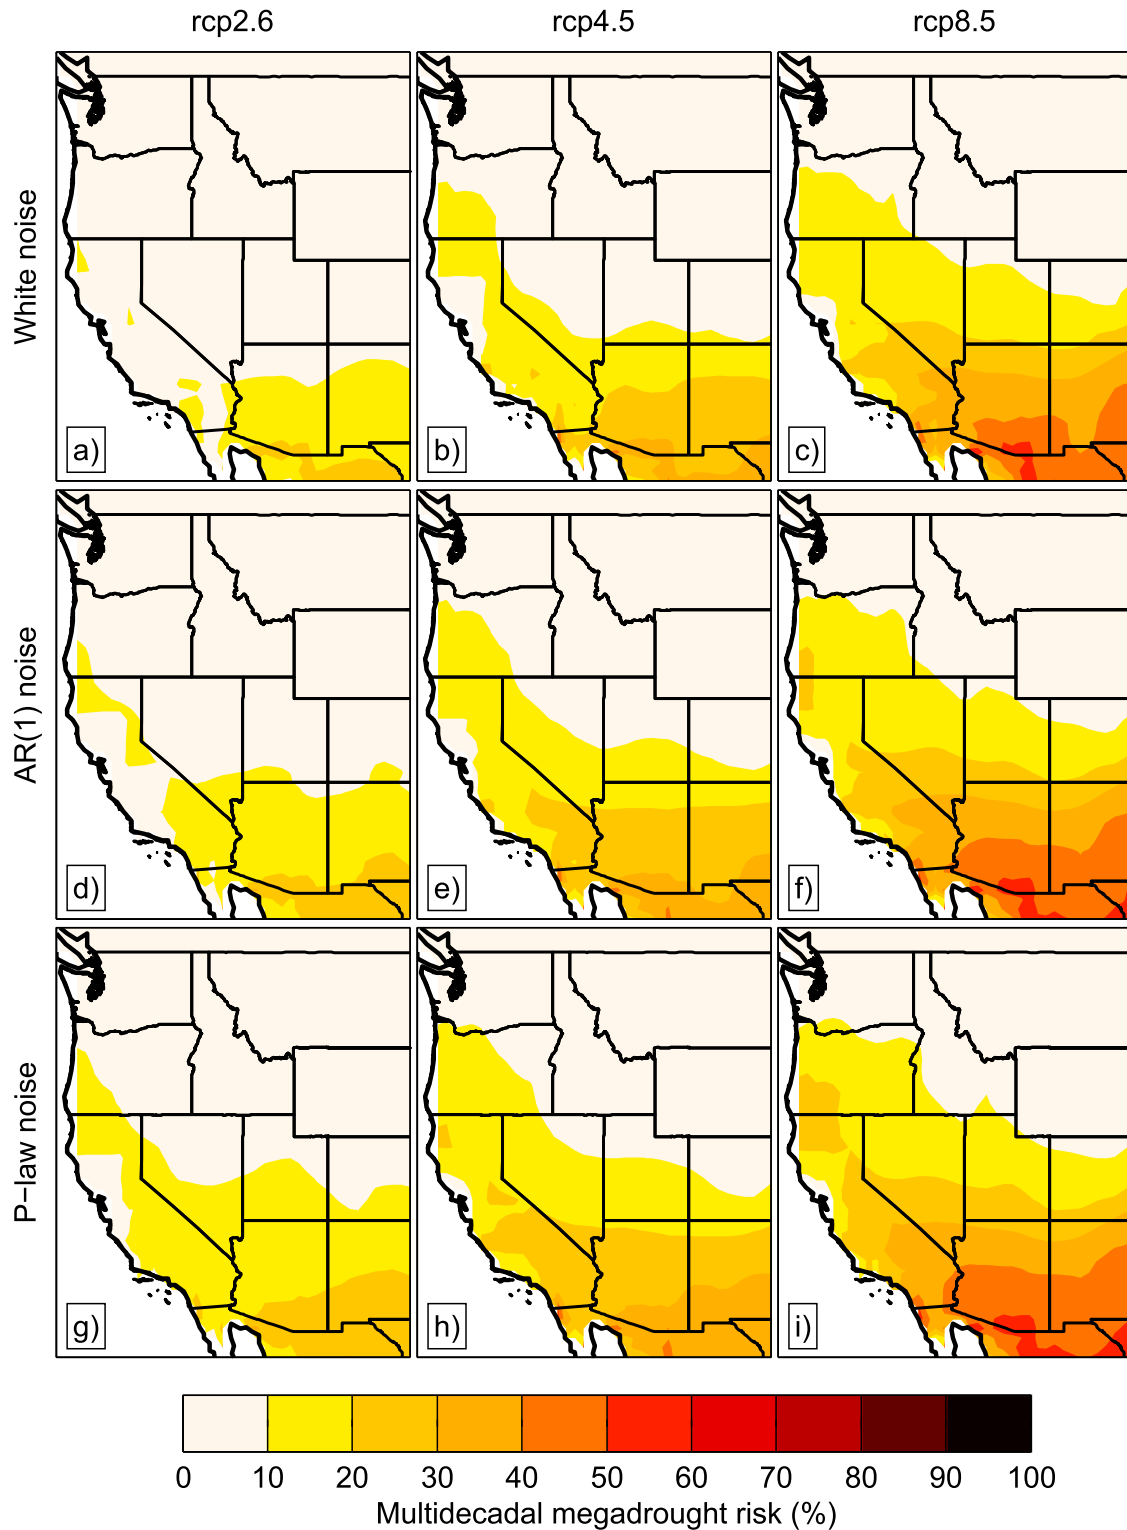 rcp2.6 rcp4.5 rcp8.5
White noise
a) b) c)
AR(1) noise
d) e) f)
P−law noise
g) h) i)
0 10 20 30 40 50 60 70 80 90 100
Multidecadal megadrought risk (%)